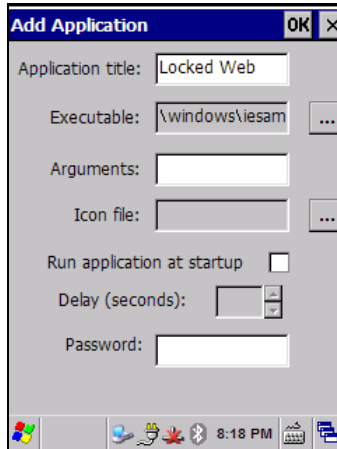 Add Application OK ×
Application title: Locked Web
Executable: \windows\iesam ...
Arguments:
Icon file: ...
Run application at startup
Delay (seconds):
Password:
8:18 PM